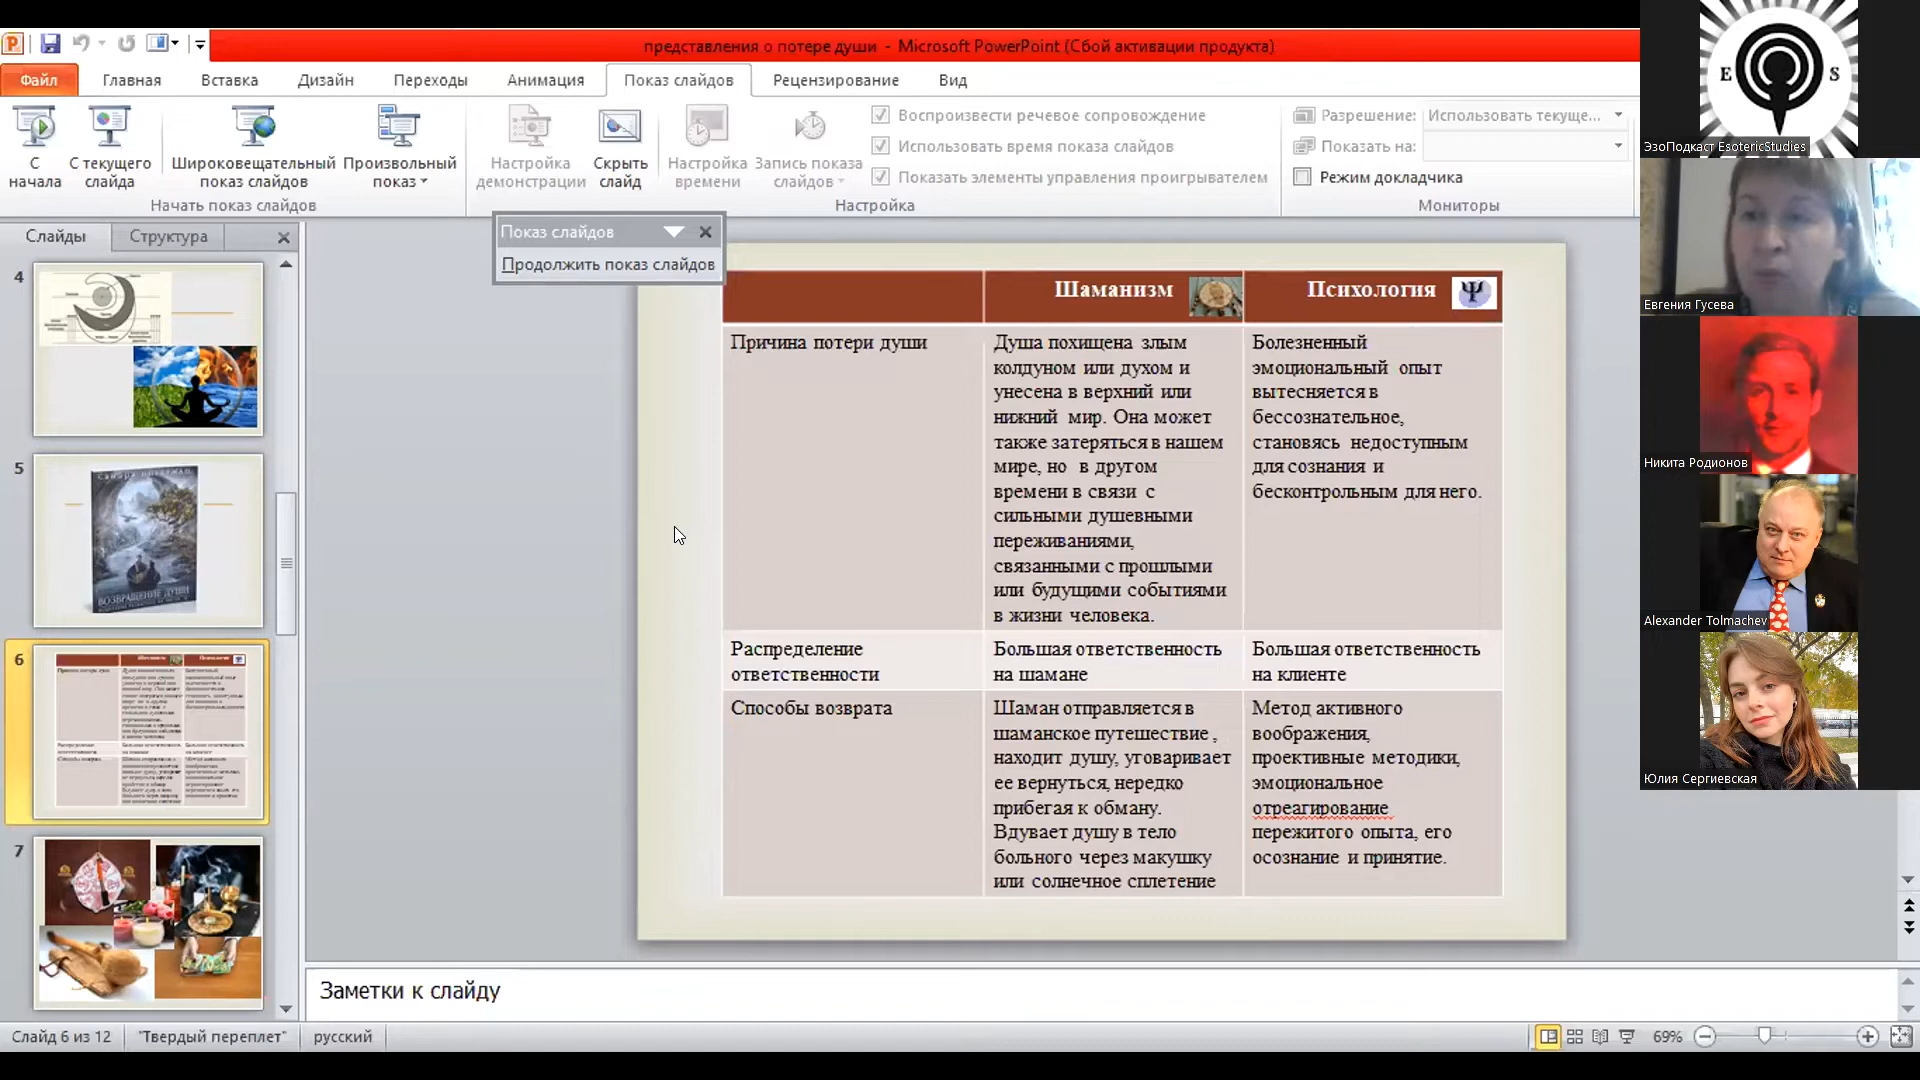 представления о потере души - Microsoft PowerPoint (Сбой активации продукта)
Файл
Главная
Вставка
Дизайн
Переходы
Анимация
Показ слайдов
Рецензирование
Вид
С начала
С текущего слайда
Широковещательный показ слайдов
Произвольный показ
Начать показ слайдов
Настройка демонстрации
Скрыть слайд
Настройка времени
Запись показа слайдов
Воспроизвести речевое сопровождение
Использовать время показа слайдов
Показать элементы управления проигрывателем
Настройка
Разрешение:
Использовать текуще...
Показать на:
Режим докладчика
Мониторы
Слайды
Структура
Показ слайдов
Продолжить показ слайдов
4
5
ВОЗВРАЩЕНИЕ ДУШИ
6
7
Шаманизм
Психология
Причина потери души
Душа похищена злым
колдуном или духом и
унесена в верхний или
нижний мир. Она может
также затеряться в нашем
мире, но в другом
времени в связи с
сильными душевными
переживаниями,
связанными с прошлыми
или будущими событиями
в жизни человека.
Болезненный
эмоциональный опыт
вытесняется в
бессознательное,
становясь недоступным
для сознания и
бесконтрольным для него.
Распределение
ответственности
Большая ответственность
на шамане
Большая ответственность
на клиенте
Способы возврата
Шаман отправляется в
шаманское путешествие ,
находит душу, уговаривает
ее вернуться, нередко
прибегая к обману.
Вдувает душу в тело
больного через макушку
или солнечное сплетение
Метод активного
воображения,
проективные методики,
эмоциональное
отреагирование
пережитого опыта, его
осознание и принятие.
Заметки к слайду
Слайд 6 из 12
"Твердый переплет"
русский
69%
E S
ЭзоПодкаст EsotericStudies
Евгения Гусева
Никита Родионов
Alexander Tolmachev
Юлия Сергиевская